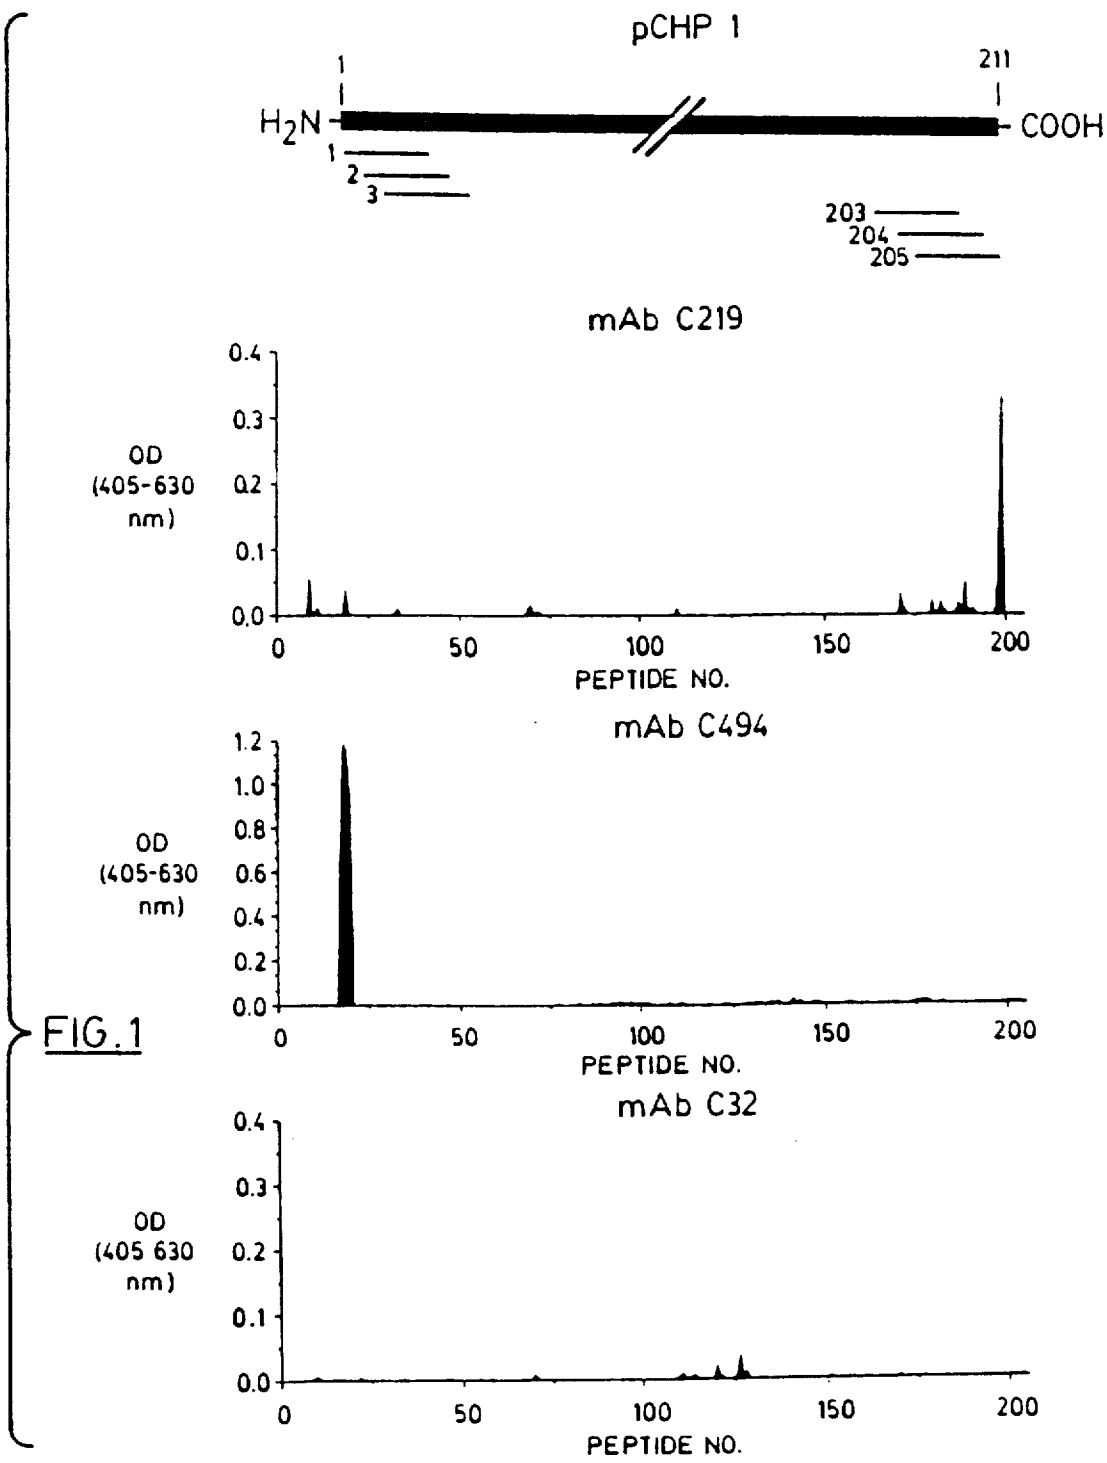 pCHP 1
1 211
H2N COOH
1
2
3
203
204
205
mAb C219
0.4
0.3
OD
(405-630
nm)
0.2
0.1
0.0
0 50 100 150 200
PEPTIDE NO.
mAb C494
1.2
1.0
0.8
OD
(405-630
nm)
0.6
0.4
0.2
0.0
0 50 100 150 200
PEPTIDE NO.
FIG.1
mAb C32
0.4
0.3
OD
(405 630
nm)
0.2
0.1
0.0
0 50 100 150 200
PEPTIDE NO.